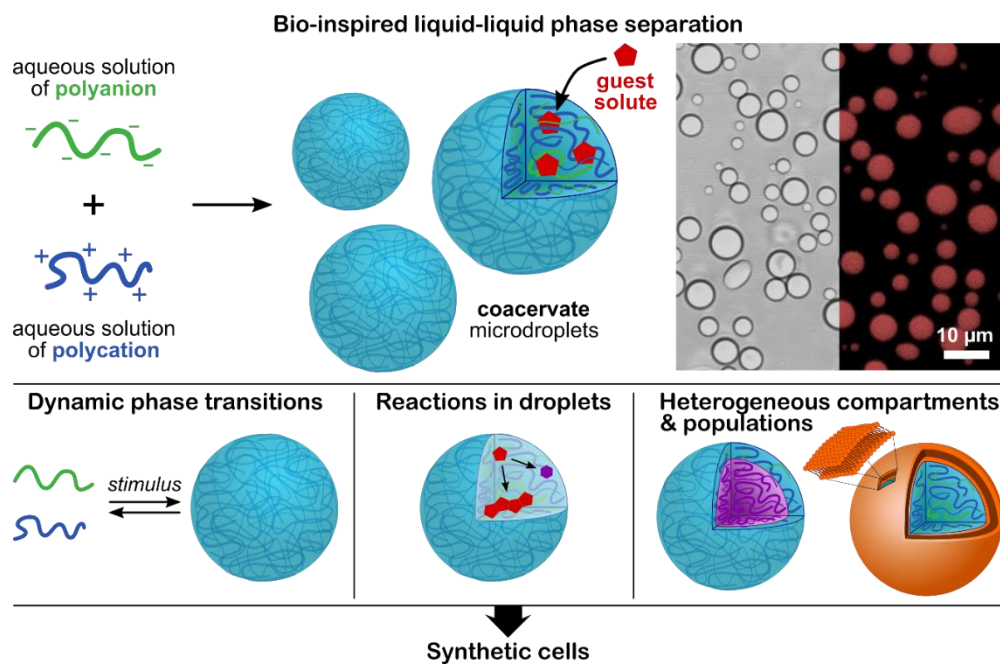 Bio-inspired liquid-liquid phase separation
aqueous solution
of polyanion
− − − − − −
+
+ + + + +
aqueous solution
of polycation
guest
solute
coacervate
microdroplets
10 µm
Dynamic phase transitions
stimulus
Reactions in droplets
Heterogeneous compartments
& populations
Synthetic cells